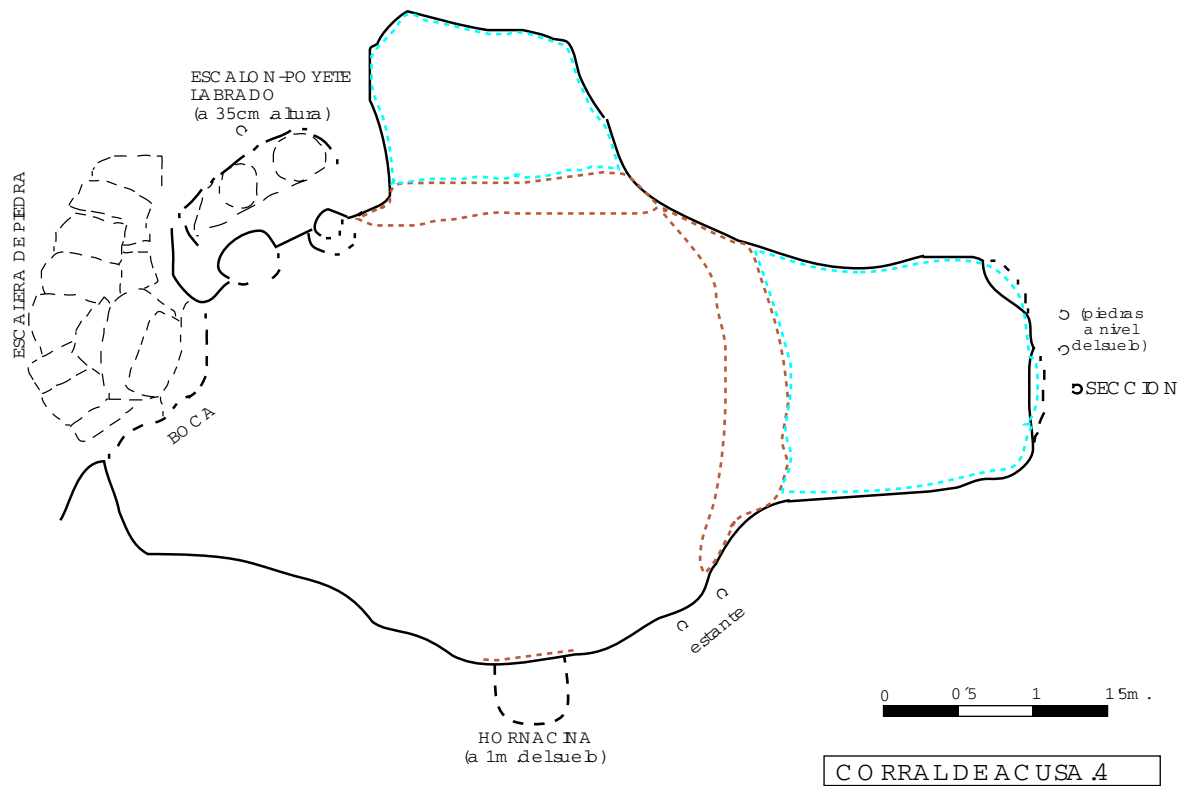 ESCALON-POYETE
LABRADO
(a 35cm.altura)
ESCALERA DE PIEDRA
BOCA
(piedras
a nivel
del suelo)
SECCION
estante
HORNACINA
(a 1m.del suelo)
0 0´5 1 1´5m.
CORRAL DE ACUSA.4